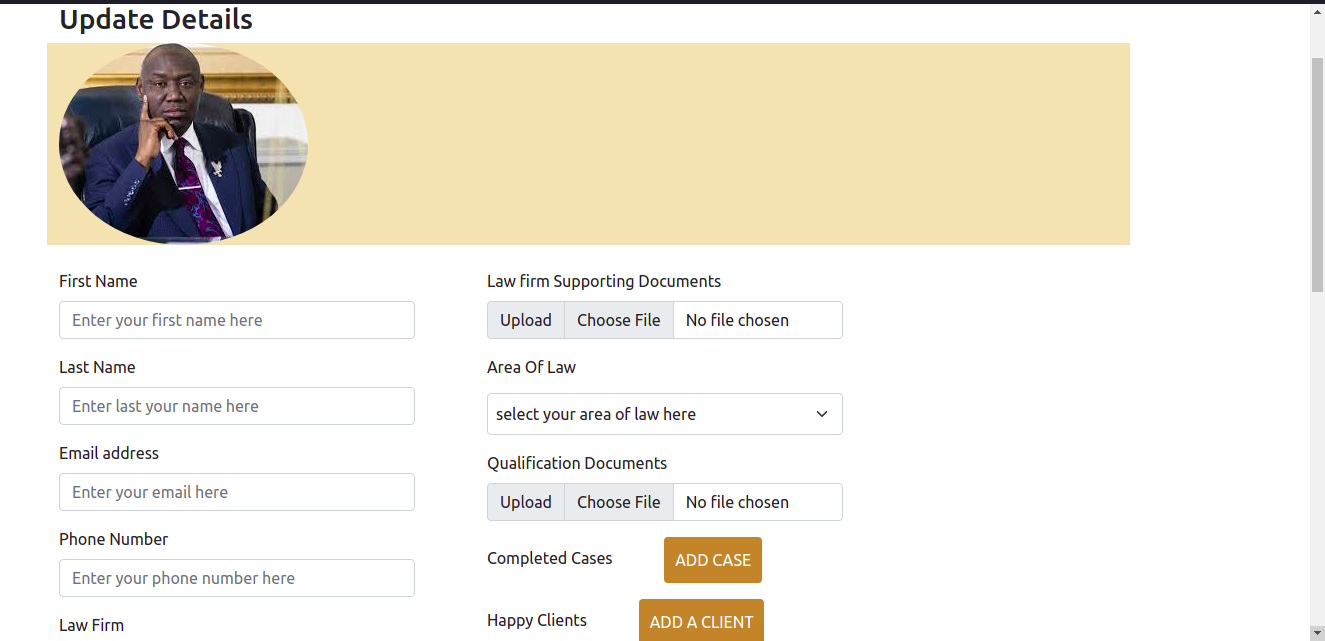 Update Details
First Name
Enter your first name here
Last Name
Enter last your name here
Email address
Enter your email here
Phone Number
Enter your phone number here
Law Firm
Law firm Supporting Documents
Upload Choose File No file chosen
Area Of Law
select your area of law here
Qualification Documents
Upload Choose File No file chosen
Completed Cases ADD CASE
Happy Clients ADD A CLIENT